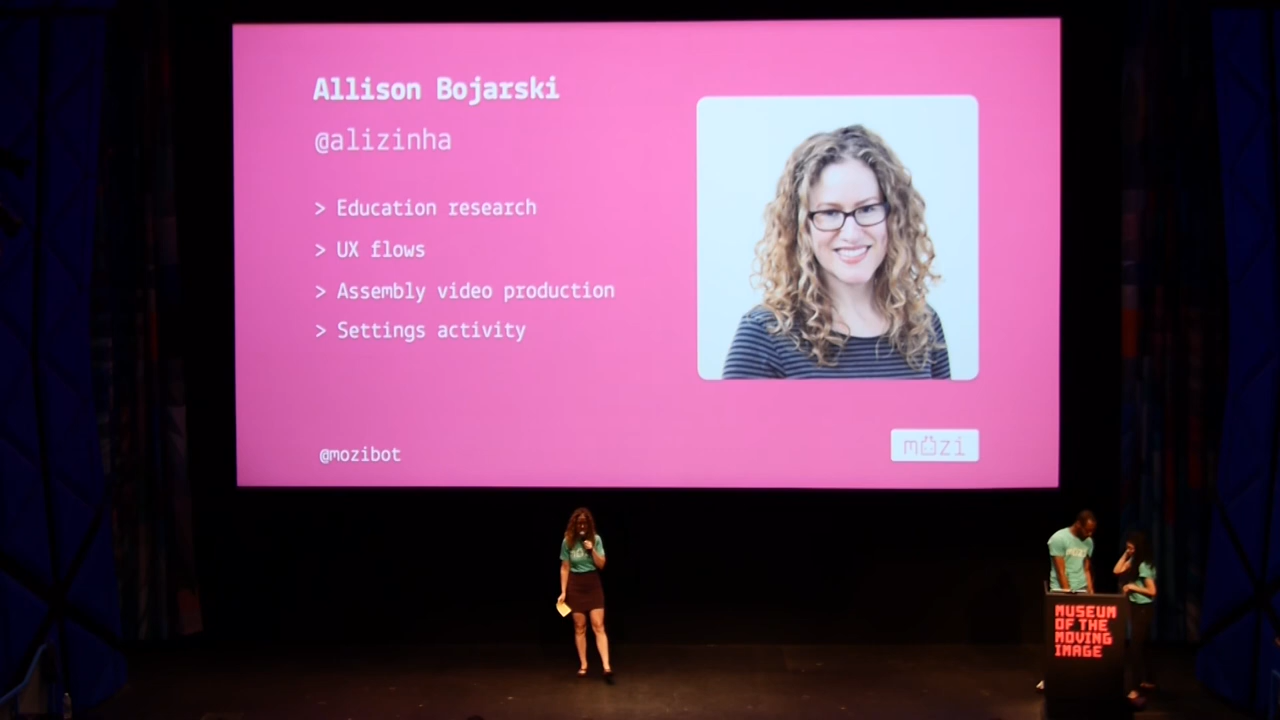 Allison Bojarski
@alizinha
> Education research
> UX flows
> Assembly video production
> Settings activity
@mozibot
mozi
MUSEUM
OF THE
MOVING
IMAGE